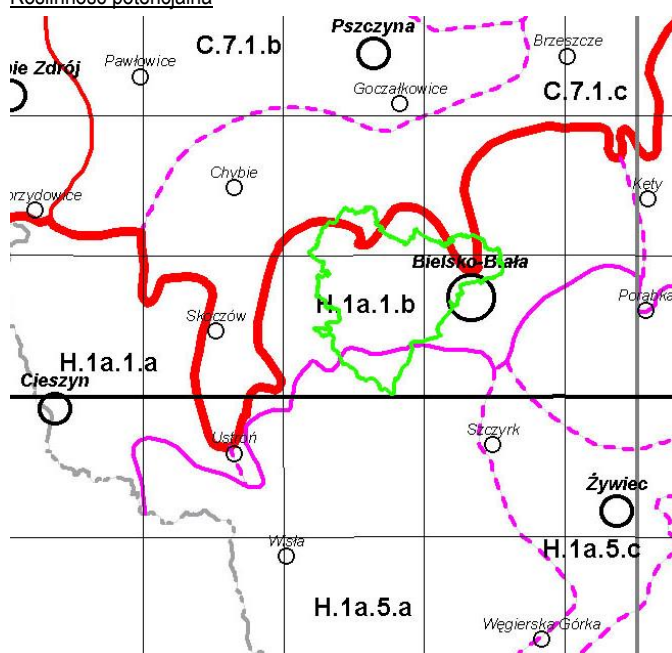 Roślinność potencjalna
Pszczyna
C.7.1.b
Brzeszcze
Pawłowice
ie Zdrój
Goczałkowice
C.7.1.c
Chybie
Kęty
rzydowice
Bielsko-Biała
H.1a.1.b
Porąbka
Skoczów
H.1a.1.a
Cieszyn
Ustroń
Szczyrk
Żywiec
Wisła
H.1a.5.c
H.1a.5.a
Węgierska Górka